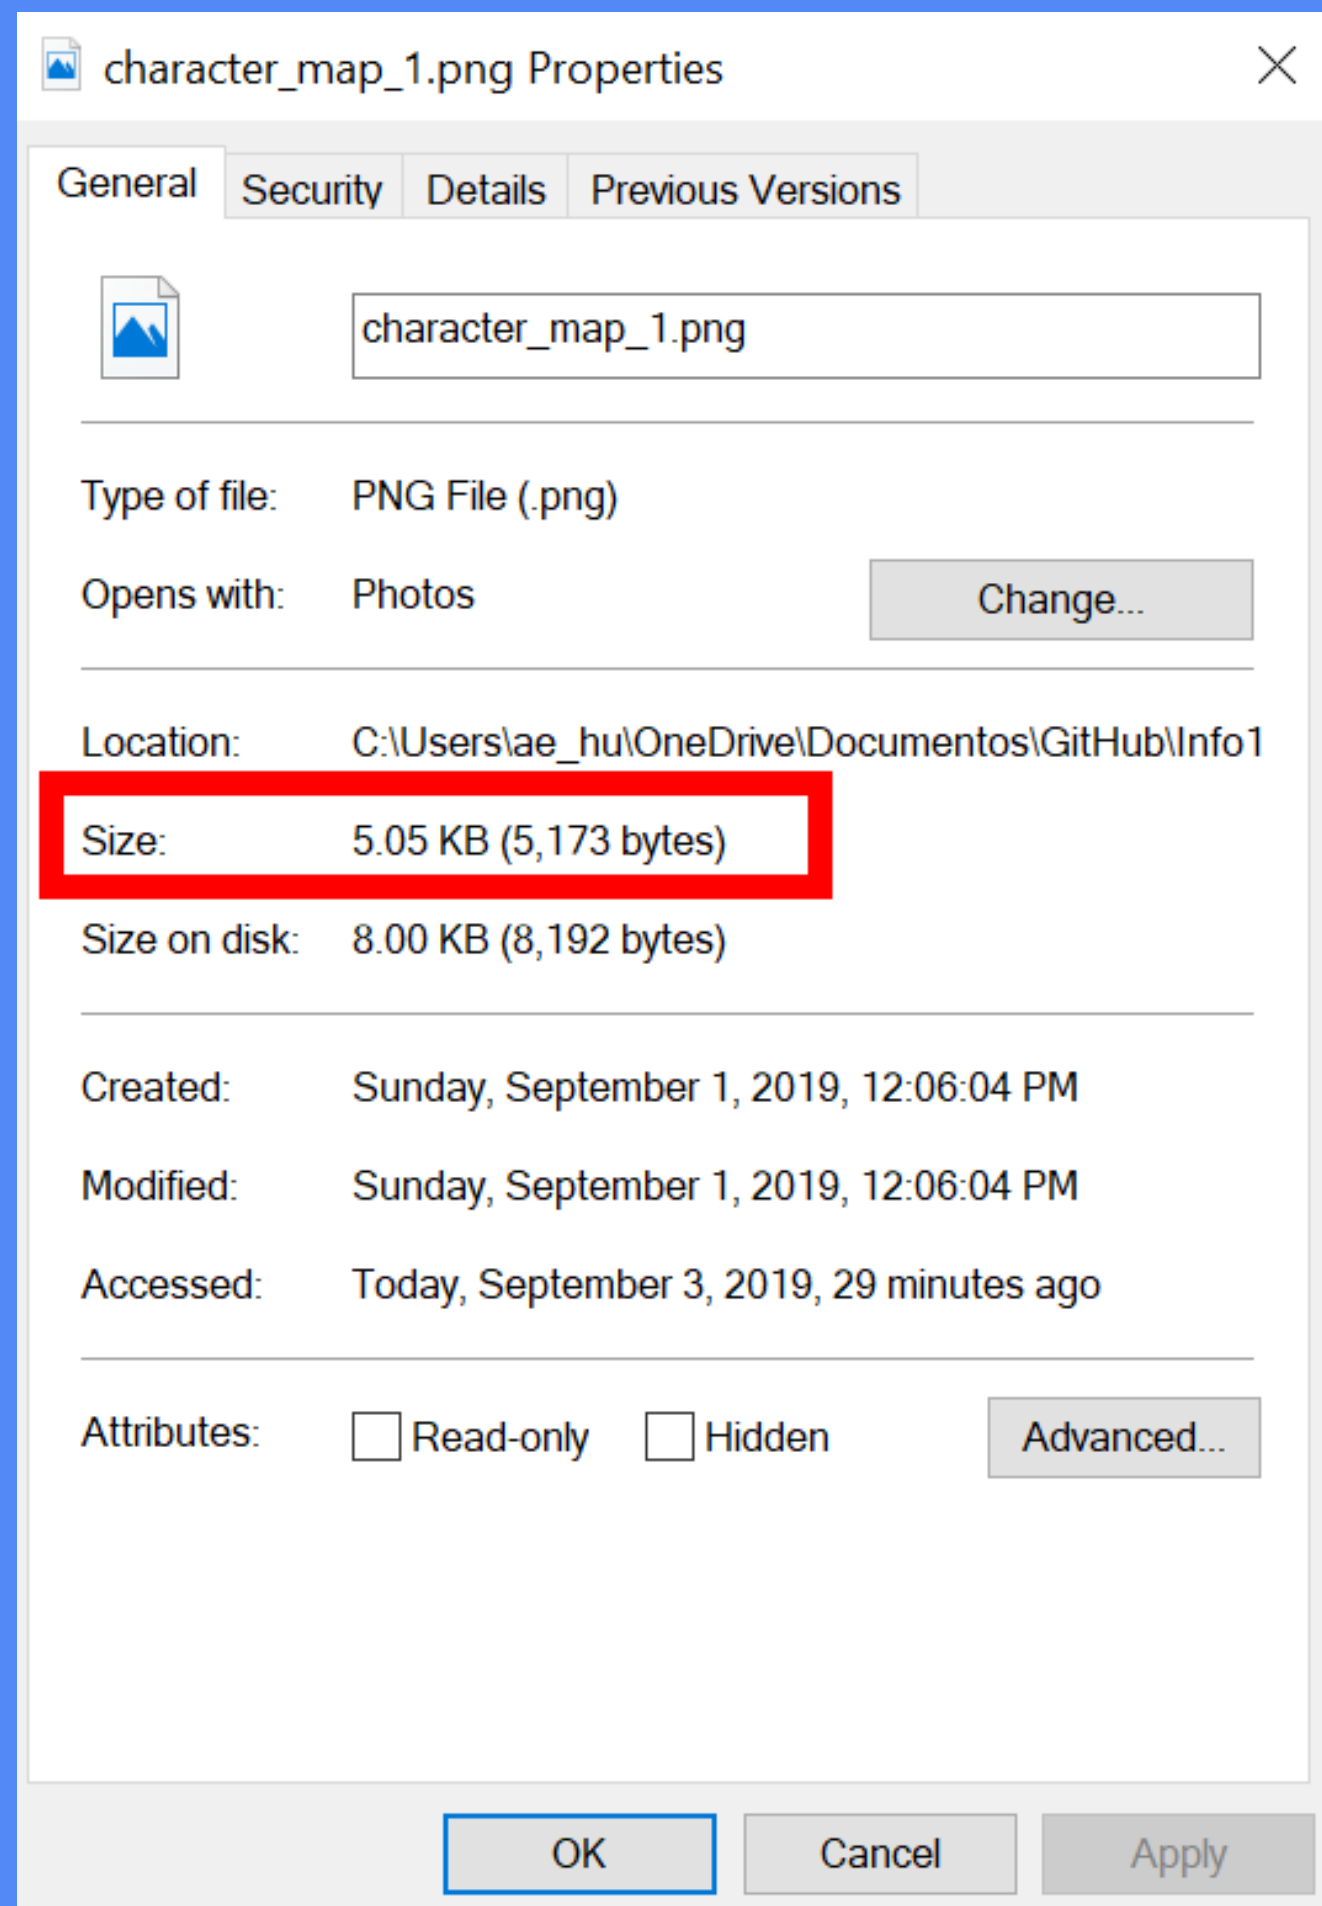 character_map_1.png Properties
General Security Details Previous Versions
character_map_1.png
Type of file: PNG File (.png)
Opens with: Photos Change...
Location: C:\Users\ae_hu\OneDrive\Documentos\GitHub\Info1
Size: 5.05 KB (5,173 bytes)
Size on disk: 8.00 KB (8,192 bytes)
Created: Sunday, September 1, 2019, 12:06:04 PM
Modified: Sunday, September 1, 2019, 12:06:04 PM
Accessed: Today, September 3, 2019, 29 minutes ago
Attributes: Read-only Hidden Advanced...
OK Cancel Apply